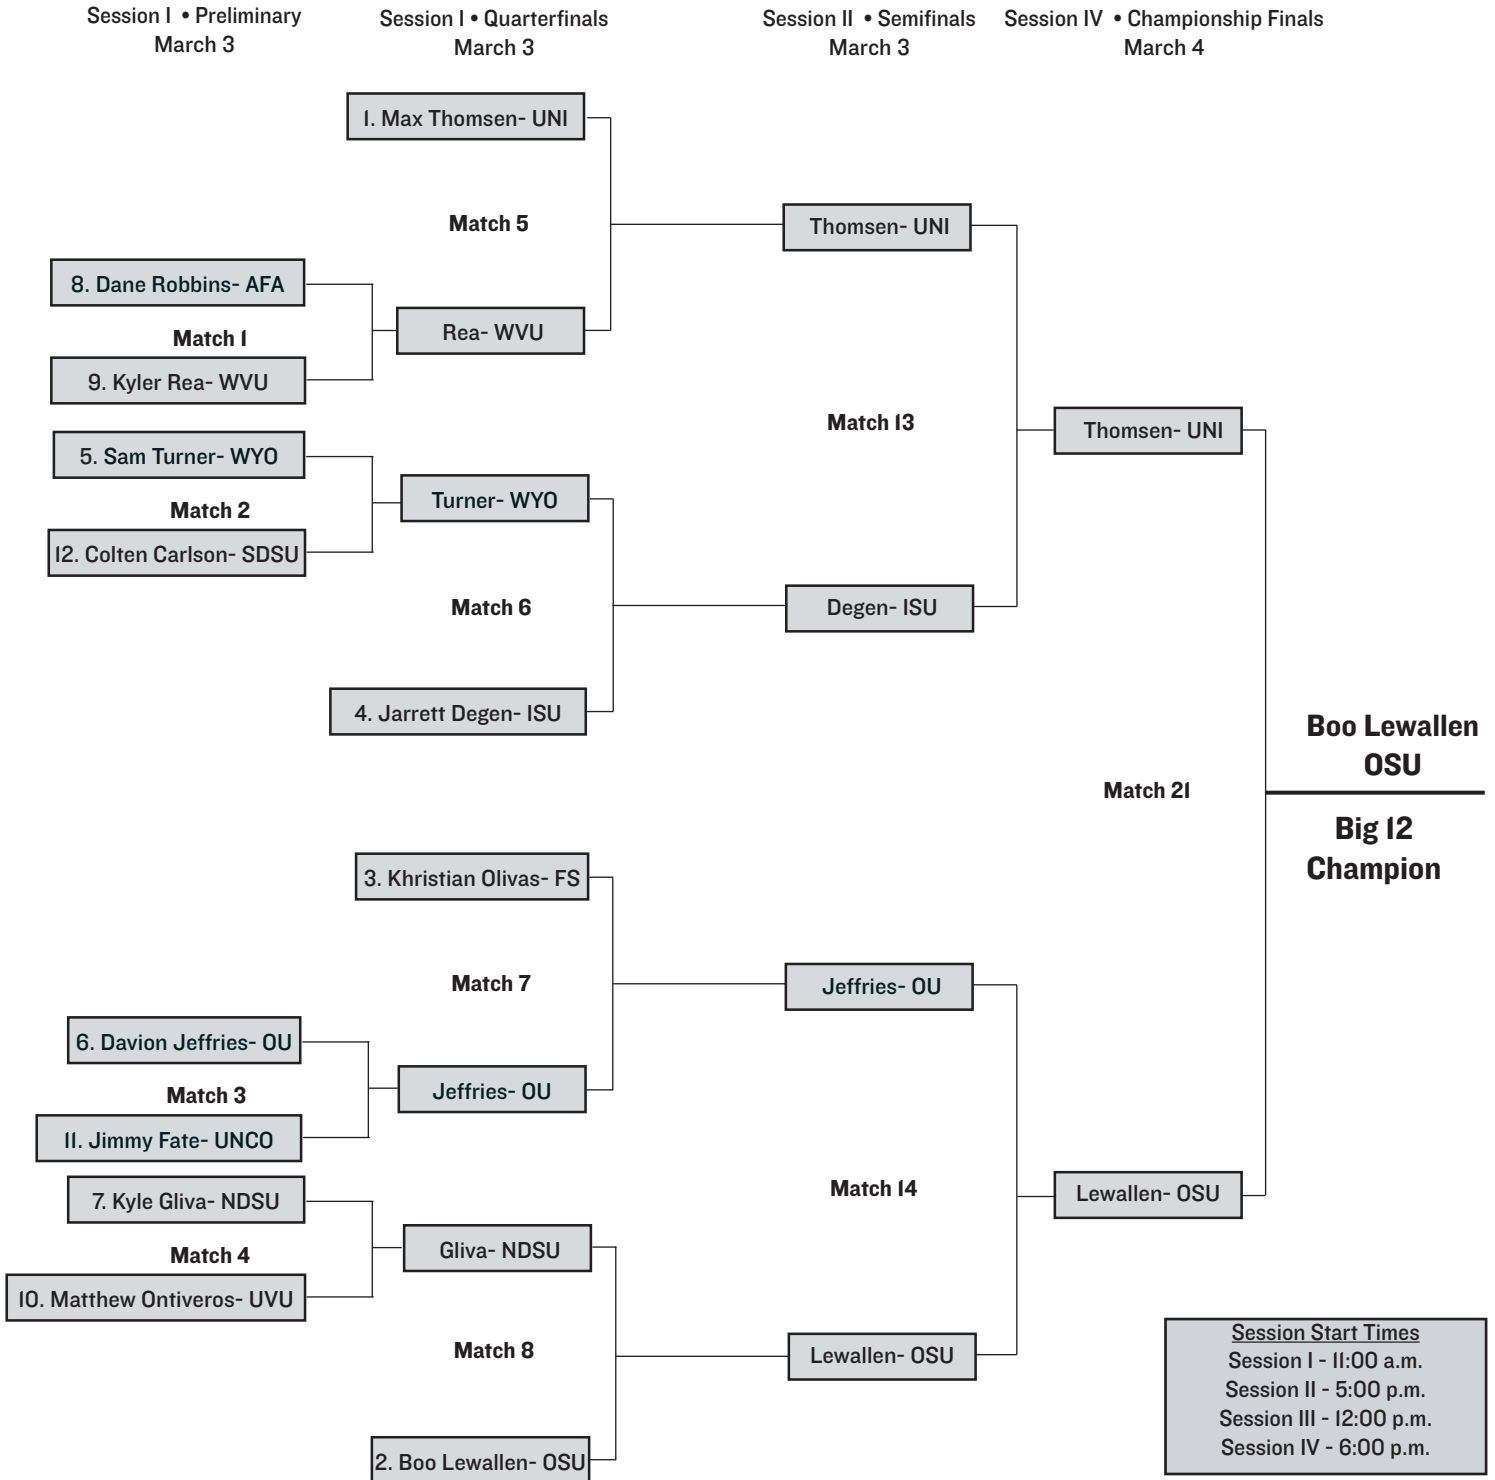 Session I • Preliminary
March 3
Session I • Quarterfinals
March 3
Session II • Semifinals
March 3
Session IV • Championship Finals
March 4
1. Max Thomsen- UNI
Match 5
Thomsen- UNI
8. Dane Robbins- AFA
Match 1
Rea- WVU
9. Kyler Rea- WVU
Match 13
Thomsen- UNI
5. Sam Turner- WYO
Turner- WYO
Match 2
12. Colten Carlson- SDSU
Match 6
Degen- ISU
4. Jarrett Degen- ISU
Boo Lewallen
OSU
Match 21
Big 12
Champion
3. Khristian Olivas- FS
Match 7
Jeffries- OU
6. Davion Jeffries- OU
Match 3
Jeffries- OU
11. Jimmy Fate- UNCO
Match 14
Lewallen- OSU
7. Kyle Gliva- NDSU
Gliva- NDSU
Match 4
10. Matthew Ontiveros- UVU
Match 8
Lewallen- OSU
2. Boo Lewallen- OSU
Session Start Times
Session I - 11:00 a.m.
Session II - 5:00 p.m.
Session III - 12:00 p.m.
Session IV - 6:00 p.m.